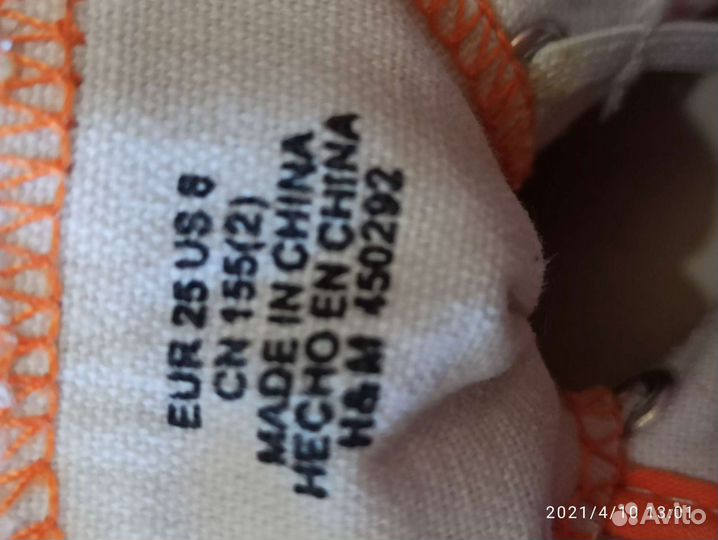 EUR 25 US 8
CN 155(2)
MADE IN CHINA
HECHO EN CHINA
H&M 450292
2021/4/10 13:01
Avito